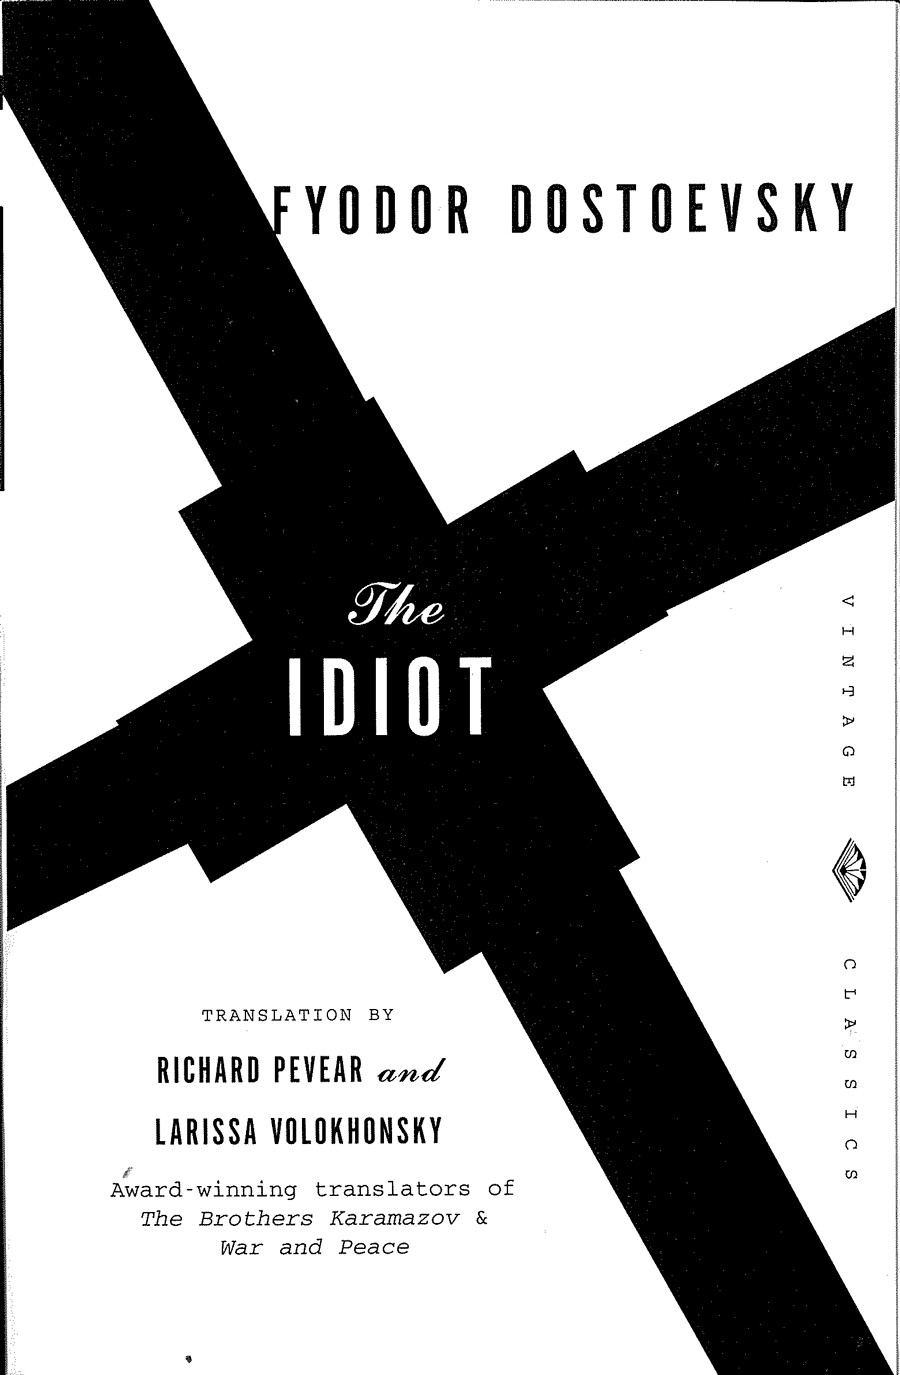 FYODOR DOSTOEVSKY
The
IDIOT
VINTAGE
CLASSICS
TRANSLATION BY
RICHARD PEVEAR and
LARISSA VOLOKHONSKY
Award-winning translators of
The Brothers Karamazov &
War and Peace